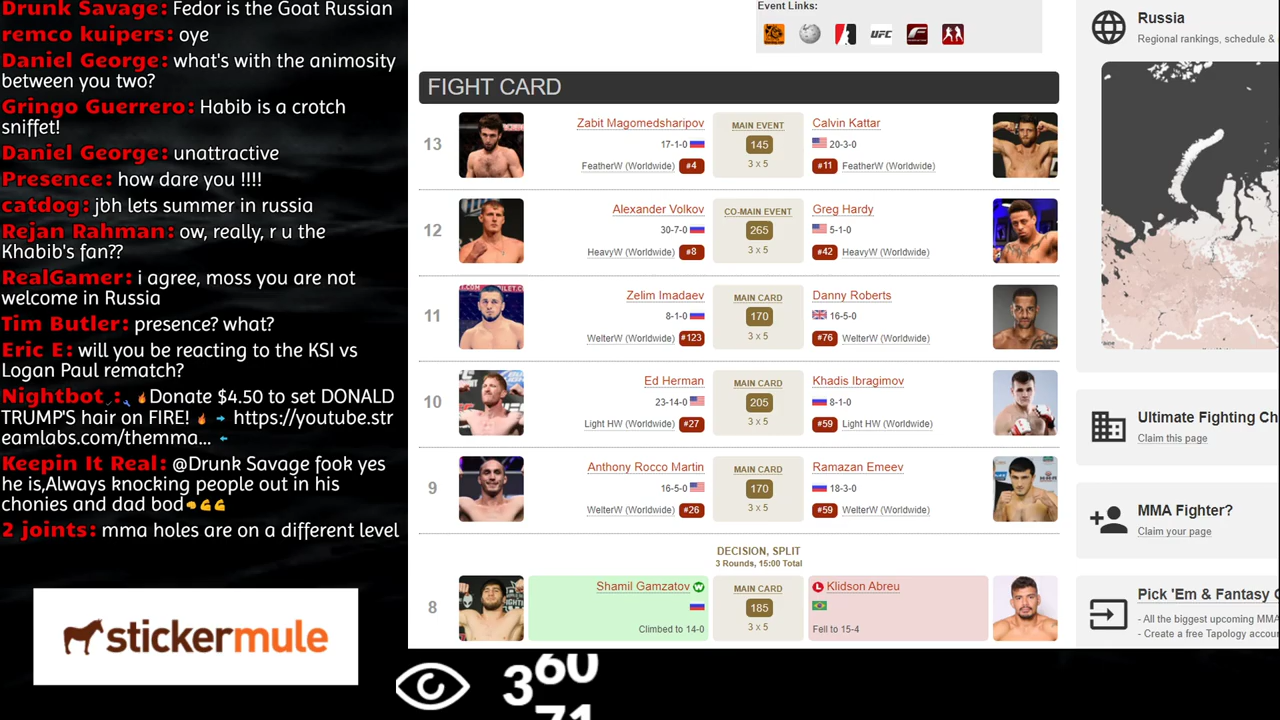 Drunk Savage: Fedor is the Goat Russian
remco kuipers: oye
Daniel George: what's with the animosity
between you two?
Gringo Guerrero: Habib is a crotch
sniffet!
Daniel George: unattractive
Presence: how dare you !!!!
catdog: jbh lets summer in russia
Rejan Rahman: ow, really, r u the
Khabib's fan??
RealGamer: i agree, moss you are not
welcome in Russia
Tim Butler: presence? what?
Eric E: will you be reacting to the KSI vs
Logan Paul rematch?
Nightbot : 🔥Donate $4.50 to set DONALD
TRUMP'S hair on FIRE! 🔥 → https://youtube.str
eamlabs.com/themma... ←
Keepin It Real: @Drunk Savage fook yes
he is,Always knocking people out in his
chonies and dad bod👊💪💪
2 joints: mma holes are on a different level
stickermule
Event Links:
UFC
FIGHT CARD
13
Zabit Magomedsharipov
17-1-0
FeatherW (Worldwide) #4
MAIN EVENT
145
3 x 5
Calvin Kattar
20-3-0
#11 FeatherW (Worldwide)
12
Alexander Volkov
30-7-0
HeavyW (Worldwide) #8
CO-MAIN EVENT
265
3 x 5
Greg Hardy
5-1-0
#42 HeavyW (Worldwide)
11
Zelim Imadaev
8-1-0
WelterW (Worldwide) #123
MAIN CARD
170
3 x 5
Danny Roberts
16-5-0
#76 WelterW (Worldwide)
10
Ed Herman
23-14-0
Light HW (Worldwide) #27
MAIN CARD
205
3 x 5
Khadis Ibragimov
8-1-0
#59 Light HW (Worldwide)
9
Anthony Rocco Martin
16-5-0
WelterW (Worldwide) #26
MAIN CARD
170
3 x 5
Ramazan Emeev
18-3-0
#59 WelterW (Worldwide)
DECISION, SPLIT
3 Rounds, 15:00 Total
8
Shamil Gamzatov W
Climbed to 14-0
MAIN CARD
185
3 x 5
L Klidson Abreu
Fell to 15-4
Russia
Regional rankings, schedule &
Ultimate Fighting Ch
Claim this page
MMA Fighter?
Claim your page
Pick 'Em & Fantasy
- All the biggest upcoming MMA
- Create a free Tapology accou
3 60
71